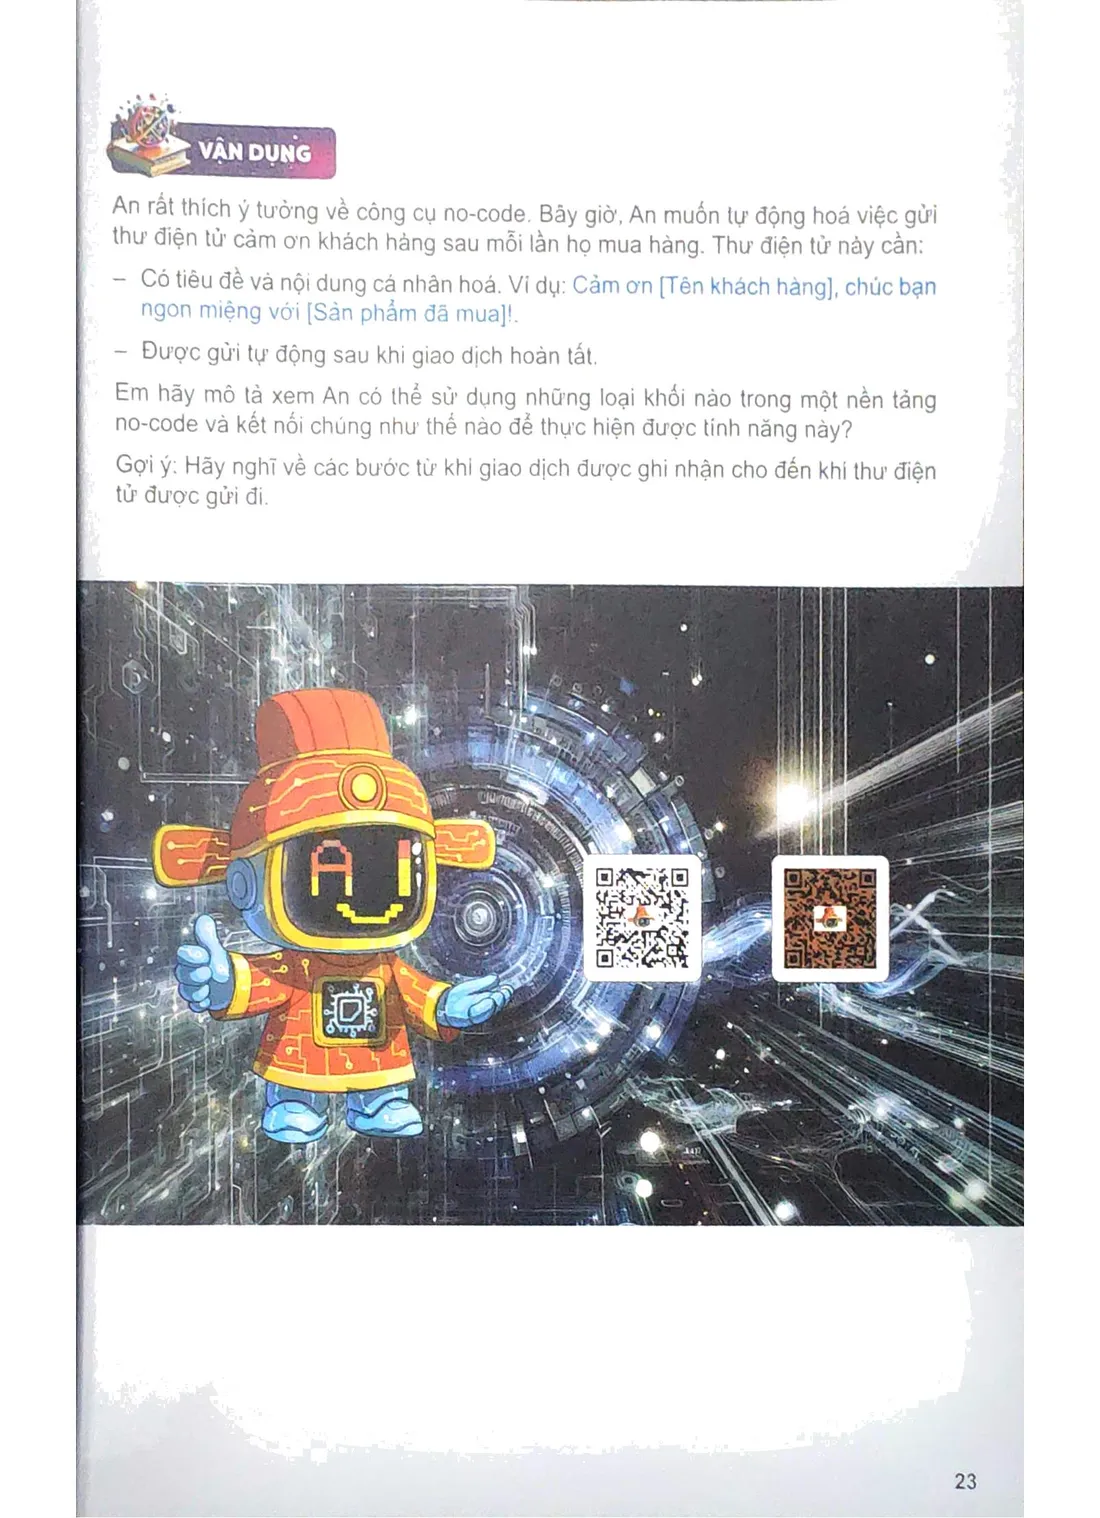 VẬN DỤNG
An rất thích ý tưởng về công cụ no-code. Bây giờ, An muốn tự động hoá việc gửi
thư điện tử cảm ơn khách hàng sau mỗi lần họ mua hàng. Thư điện tử này cần:
– Có tiêu đề và nội dung cá nhân hoá. Ví dụ: Cảm ơn [Tên khách hàng], chúc bạn
ngon miệng với [Sản phẩm đã mua]!.
– Được gửi tự động sau khi giao dịch hoàn tất.
Em hãy mô tả xem An có thể sử dụng những loại khối nào trong một nền tảng
no-code và kết nối chúng như thế nào để thực hiện được tính năng này?
Gợi ý: Hãy nghĩ về các bước từ khi giao dịch được ghi nhận cho đến khi thư điện
tử được gửi đi.
AI
23